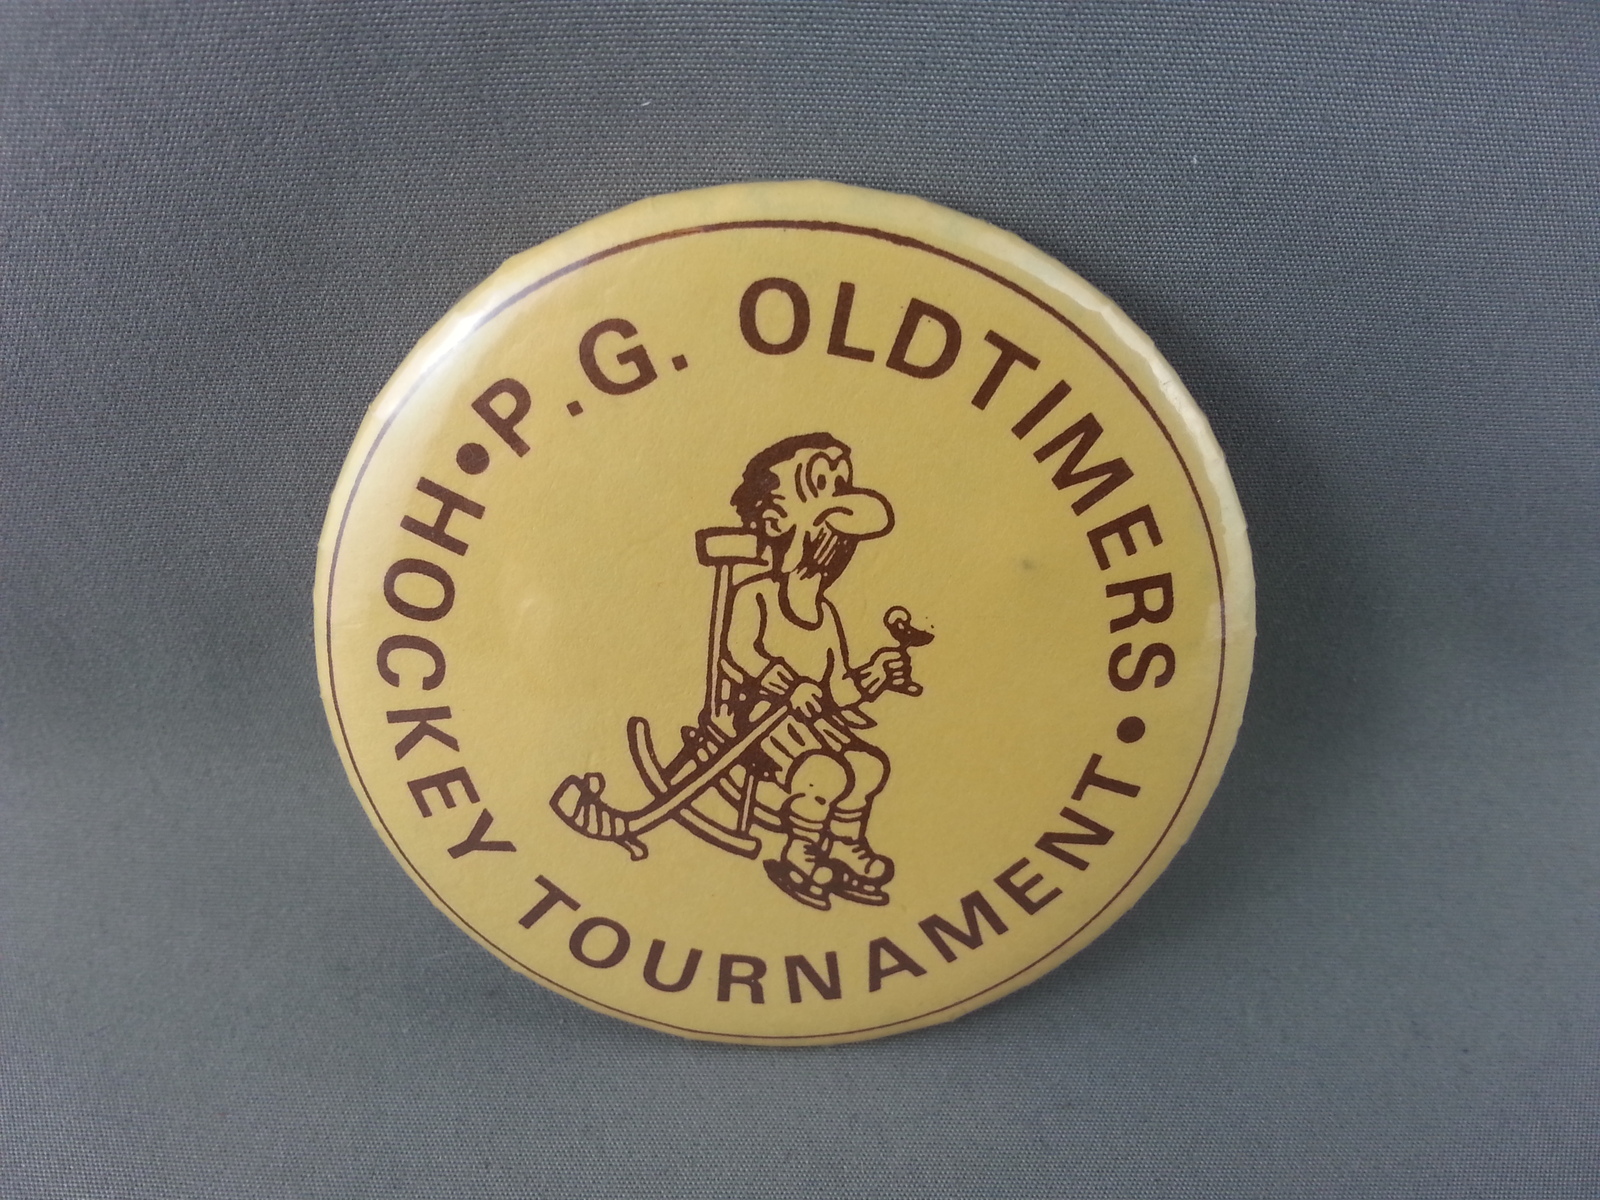 P.G. OLDTIMERS •
HOCKEY TOURNAMENT •